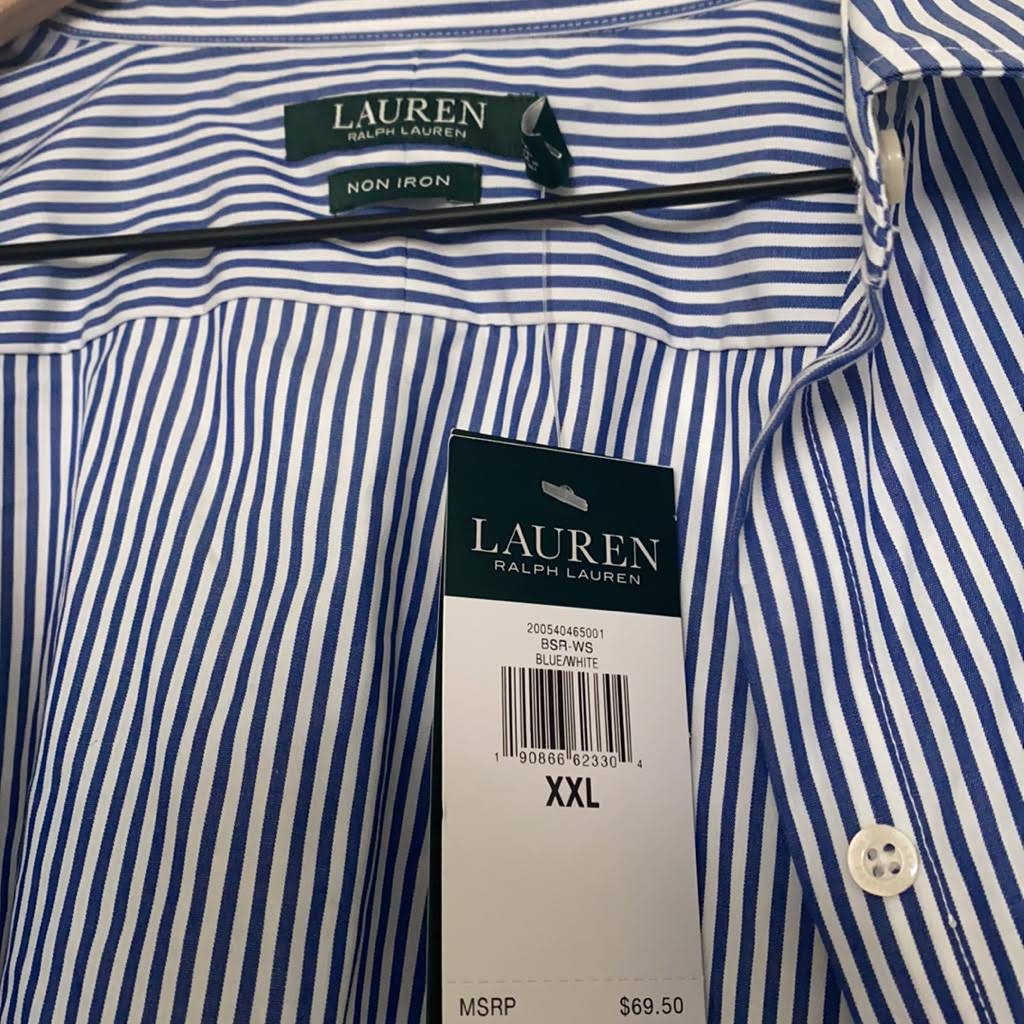 LAUREN
RALPH LAUREN
NON IRON
LAUREN
RALPH LAUREN
200540465001
BSR-WS
BLUE/WHITE
1 90866 62330 4
XXL
MSRP $69.50